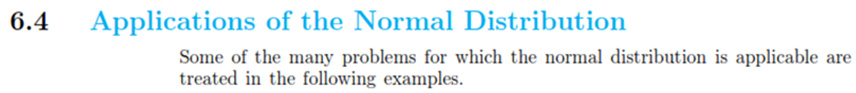 6.4 Applications of the Normal Distribution
Some of the many problems for which the normal distribution is applicable are
treated in the following examples.